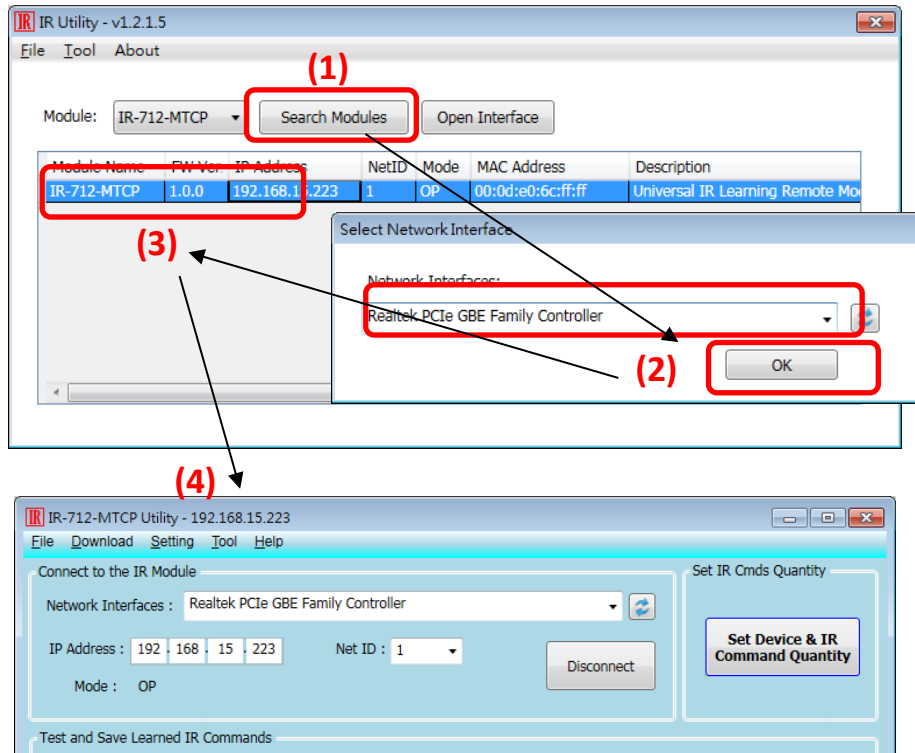 IR IR Utility - v1.2.1.5
File Tool About
(1)
Module: IR-712-MTCP Search Modules Open Interface
Module Name FW Ver. IP Address NetID Mode MAC Address Description
IR-712-MTCP 1.0.0 192.168.15.223 1 OP 00:0d:e0:6c:ff:ff Universal IR Learning Remote Mo
(3)
Select Network Interface
Network Interfaces:
Realtek PCIe GBE Family Controller
(2)
OK
(4)
IR IR-712-MTCP Utility - 192.168.15.223
File Download Setting Tool Help
Connect to the IR Module
Set IR Cmds Quantity
Network Interfaces : Realtek PCIe GBE Family Controller
IP Address : 192 . 168 . 15 . 223 Net ID : 1
Disconnect
Set Device & IR
Command Quantity
Mode : OP
Test and Save Learned IR Commands